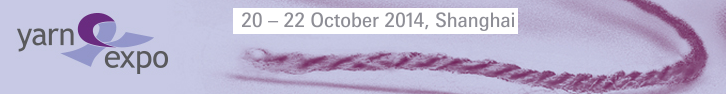 yarn
expo
20 – 22 October 2014, Shanghai